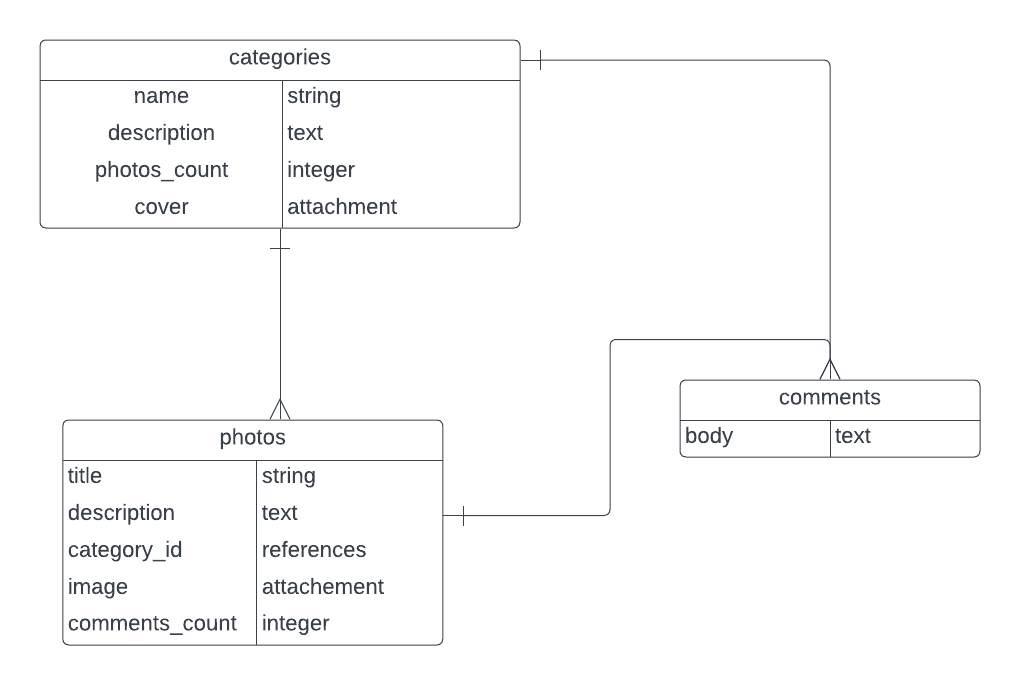 categories
name string
description text
photos_count integer
cover attachment
photos
title string
description text
category_id references
image attachement
comments_count integer
comments
body text